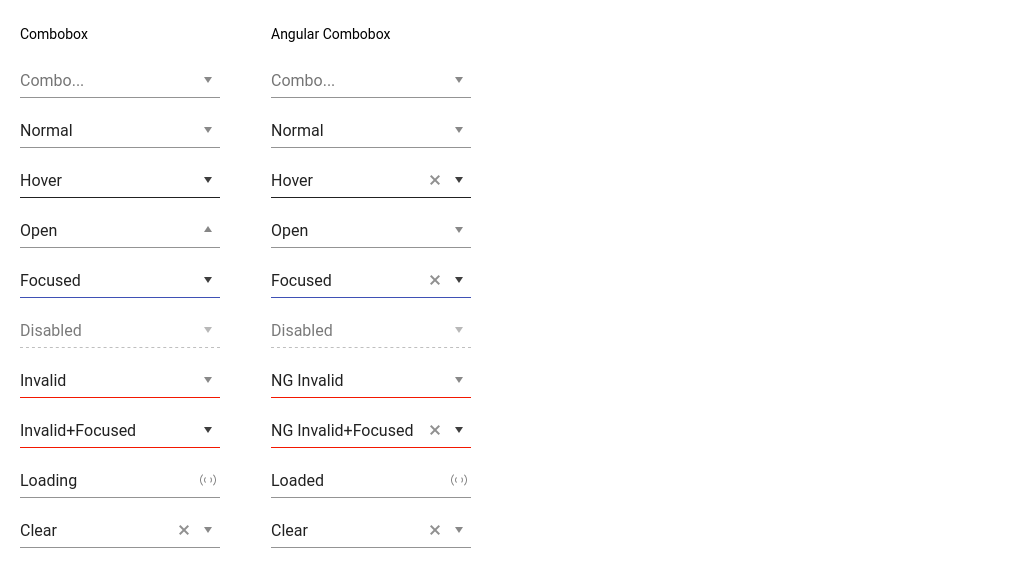 Combobox
Angular Combobox
Combo...
Combo...
Normal
Normal
Hover
Hover
Open
Open
Focused
Focused
Disabled
Disabled
Invalid
NG Invalid
Invalid+Focused
NG Invalid+Focused
Loading
Loaded
Clear
Clear